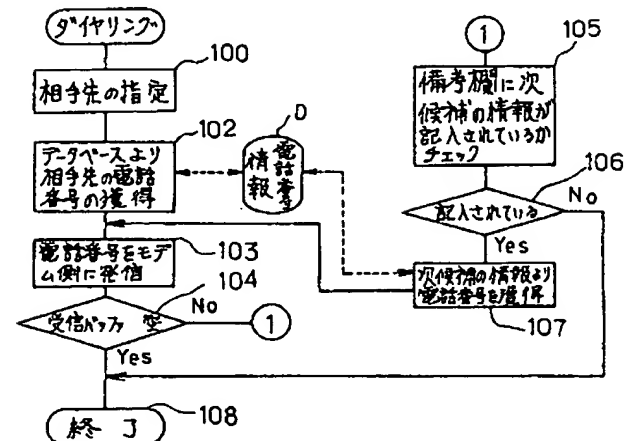 ダイヤリング
100
相手先の指定
102
データベースより
相手先の電話
番号の獲得
D
電話番号
情報
103
電話番号をモデ
ム側に発信
104
受信バッファ 空
No
1
Yes
108
終了
1
105
備考欄に次
候補の情報が
記入されているか
チェック
106
記入されている
No
Yes
次候補の情報より
電話番号を獲得
107